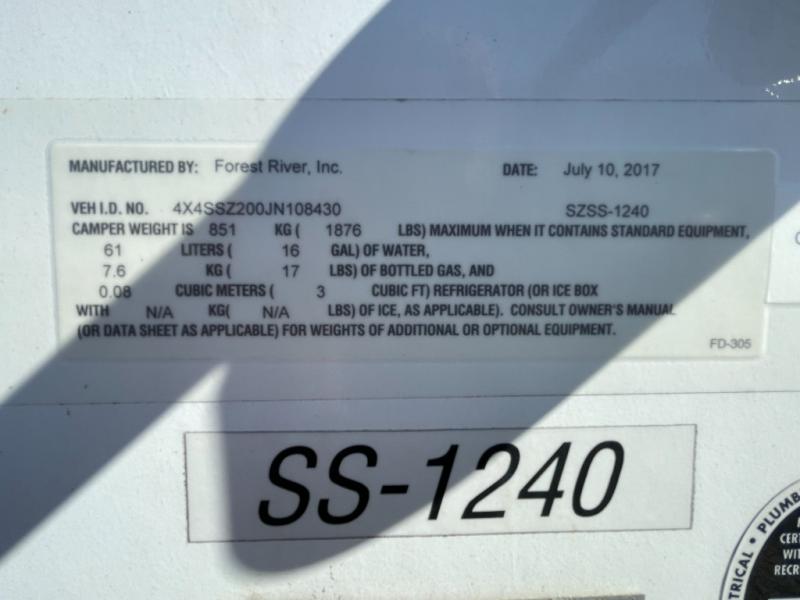 MANUFACTURED BY: Forest River, Inc. DATE: July 10, 2017
VEH I.D. NO. 4X4SSZ200JN108430 SZSS-1240
CAMPER WEIGHT IS 851 KG ( 1876 LBS) MAXIMUM WHEN IT CONTAINS STANDARD EQUIPMENT,
61 LITERS ( 16 GAL) OF WATER,
7.6 KG ( 17 LBS) OF BOTTLED GAS, AND
0.08 CUBIC METERS ( 3 CUBIC FT) REFRIGERATOR (OR ICE BOX
WITH N/A KG( N/A LBS) OF ICE, AS APPLICABLE). CONSULT OWNER'S MANUAL
(OR DATA SHEET AS APPLICABLE) FOR WEIGHTS OF ADDITIONAL OR OPTIONAL EQUIPMENT.
FD-305
SS-1240